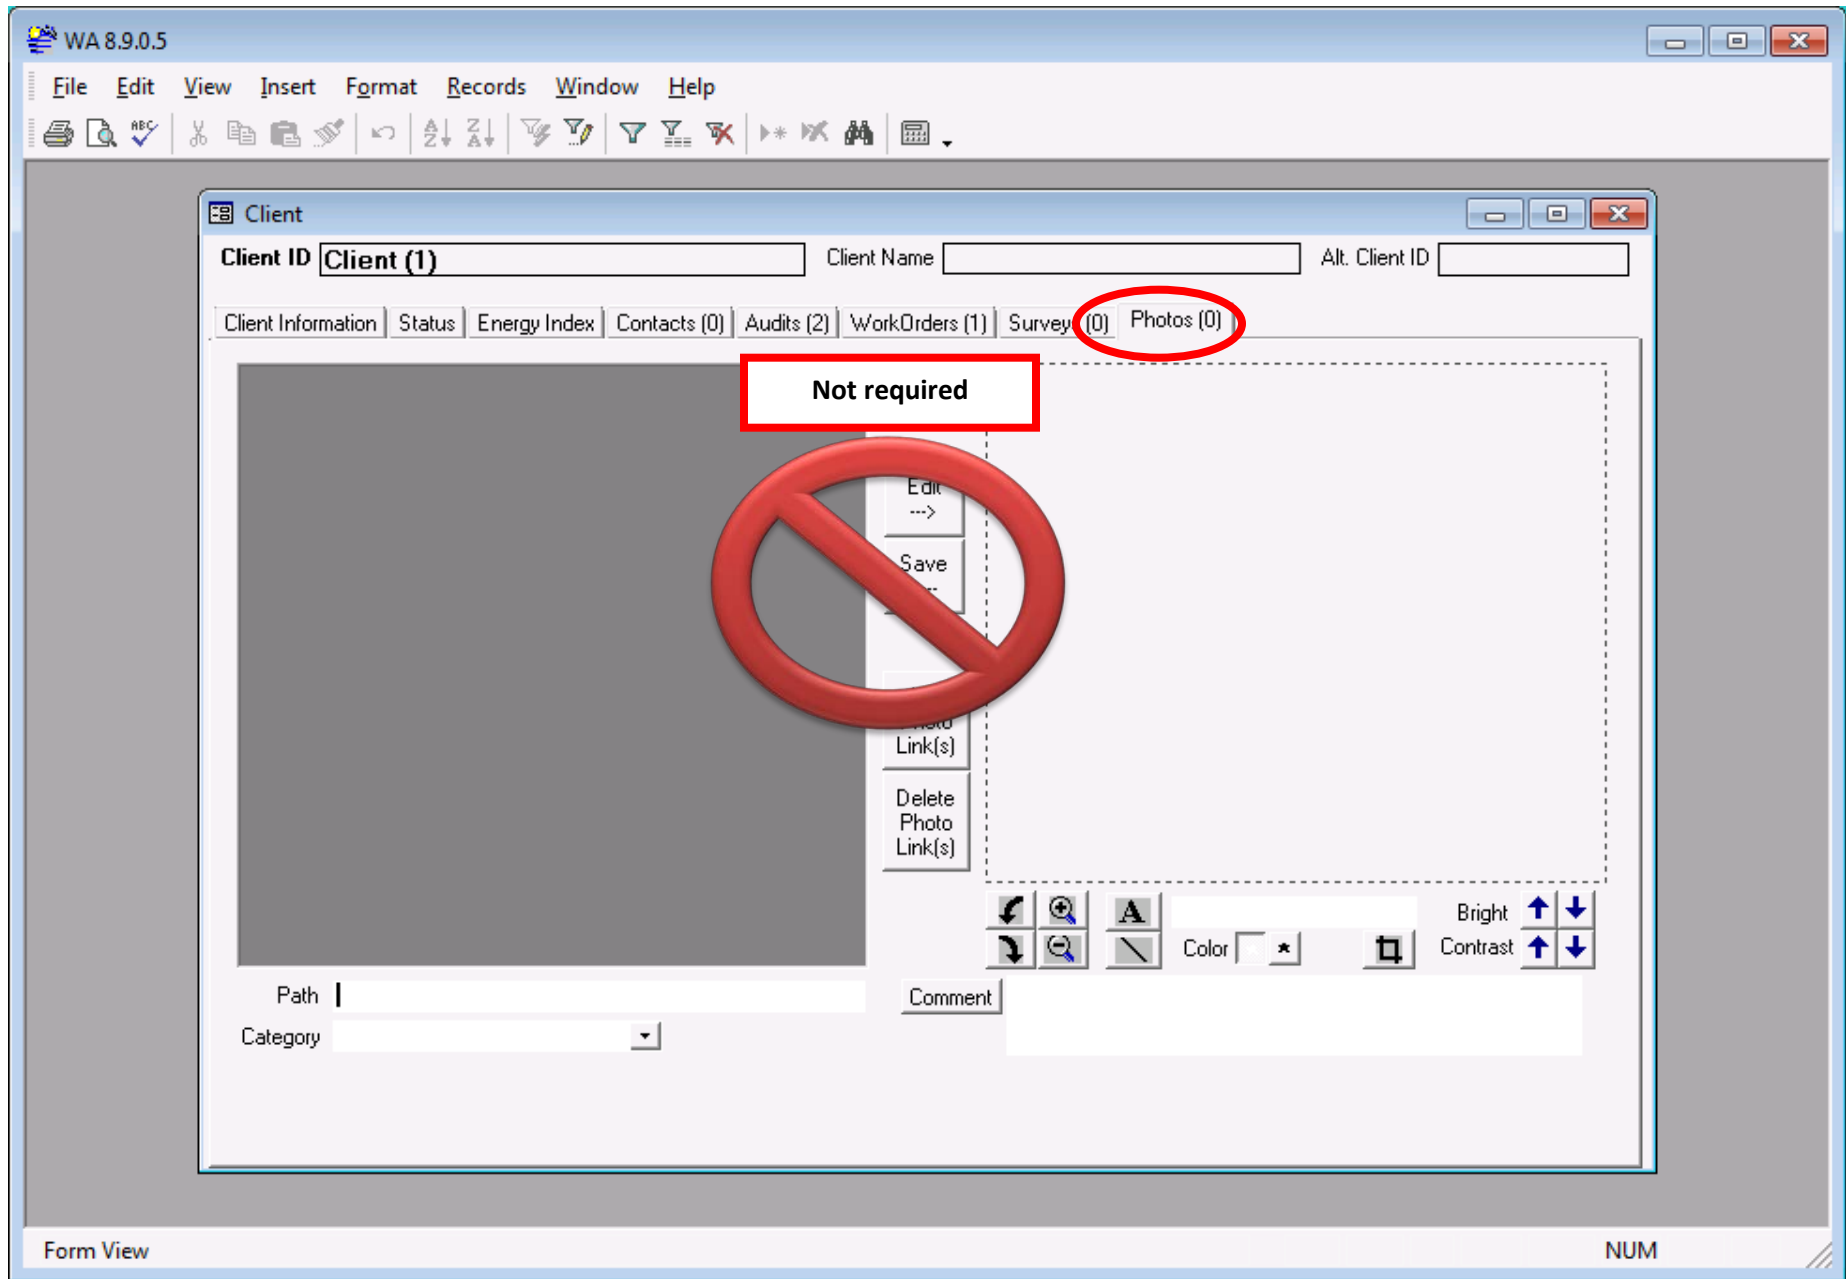 WA 8.9.0.5
File Edit View Insert Format Records Window Help
ABC
A Z Z A
Client
Client ID Client (1) Client Name Alt. Client ID
Client Information Status Energy Index Contacts (0) Audits (2) WorkOrders (1) Survey (0) Photos (0)
Not required
Edit
--->
Save
Photo
Link(s)
Delete
Photo
Link(s)
A Bright
Color * * Contrast
Path
Comment
Category
Form View NUM